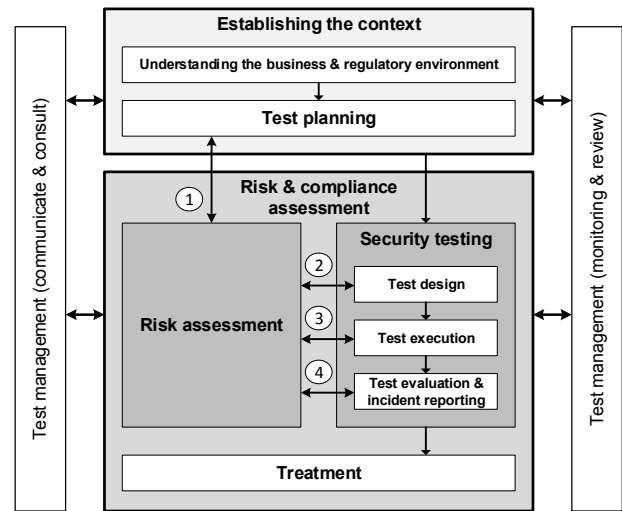 Test management (communicate & consult)
Establishing the context
Understanding the business & regulatory environment
Test planning
1
Risk & compliance
assessment
Risk assessment
Security testing
2
Test design
3
Test execution
4
Test evaluation &
incident reporting
Treatment
Test management (monitoring & review)